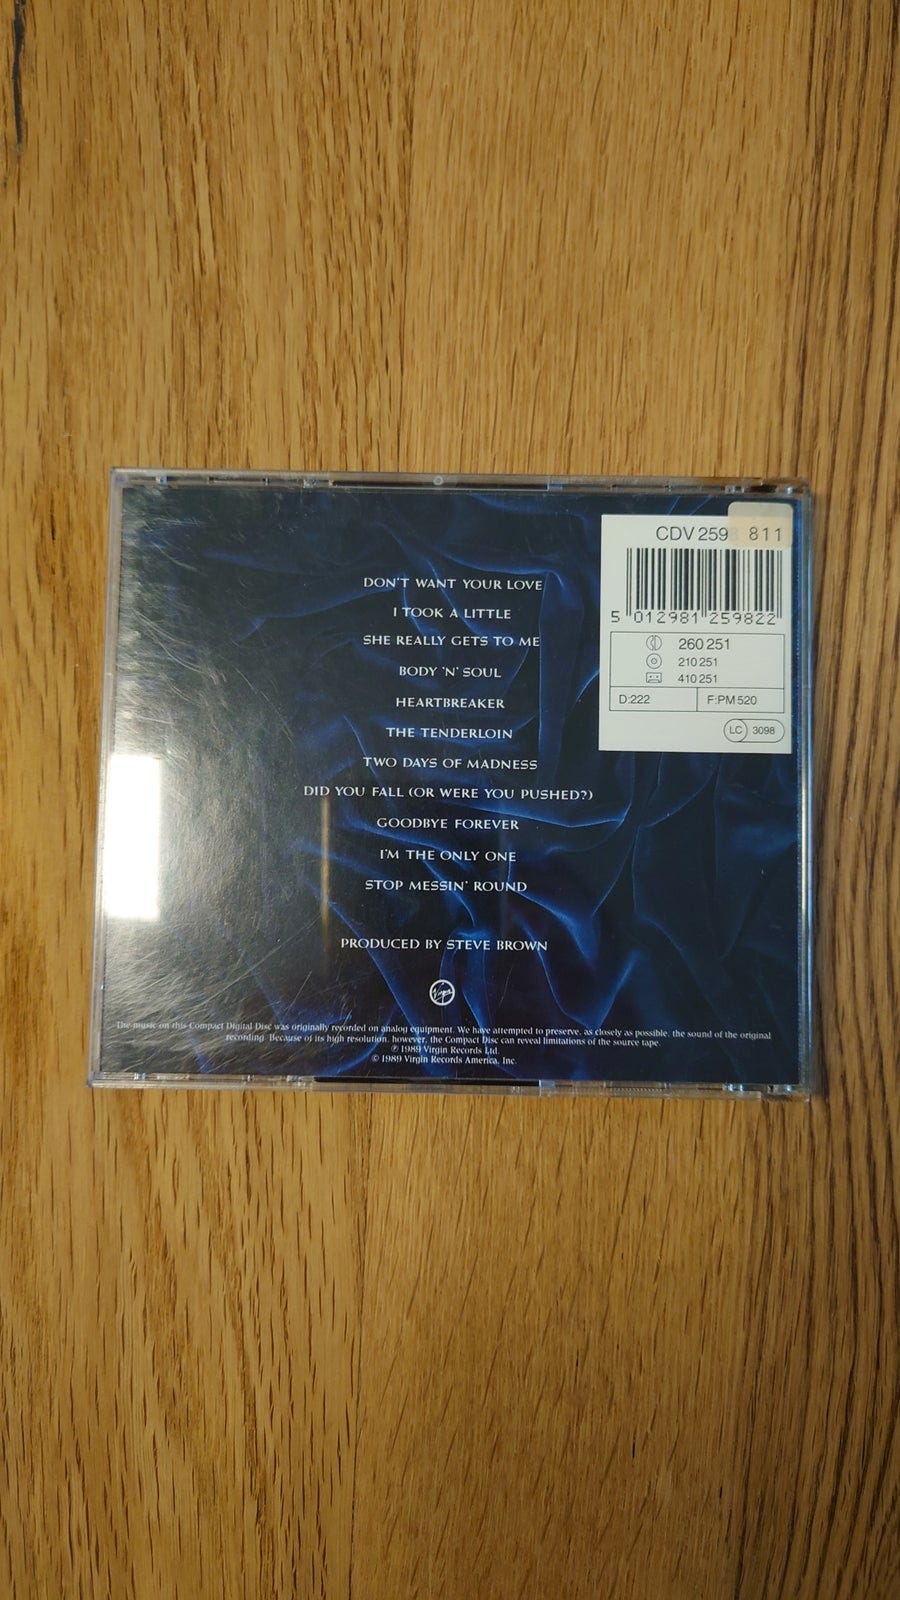 CDV 259 811
5 012981 259822
260 251
210 251
410 251
D:222 F:PM 520
LC 3098
DON'T WANT YOUR LOVE
I TOOK A LITTLE
SHE REALLY GETS TO ME
BODY 'N' SOUL
HEARTBREAKER
THE TENDERLOIN
TWO DAYS OF MADNESS
DID YOU FALL (OR WERE YOU PUSHED?)
GOODBYE FOREVER
I'M THE ONLY ONE
STOP MESSIN' ROUND
PRODUCED BY STEVE BROWN
Virgin
The music on this Compact Digital Disc was originally recorded on analog equipment. We have attempted to preserve, as closely as possible, the sound of the original
recording. Because of its high resolution, however, the Compact Disc can reveal limitations of the source tape.
℗ 1989 Virgin Records Ltd.
© 1989 Virgin Records America, Inc.